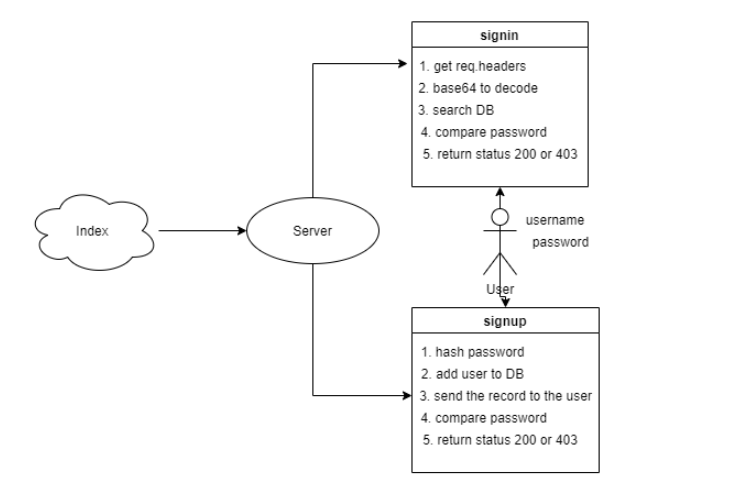 signin
1. get req.headers
2. base64 to decode
3. search DB
4. compare password
5. return status 200 or 403
Index
Server
username
password
User
signup
1. hash password
2. add user to DB
3. send the record to the user
4. compare password
5. return status 200 or 403